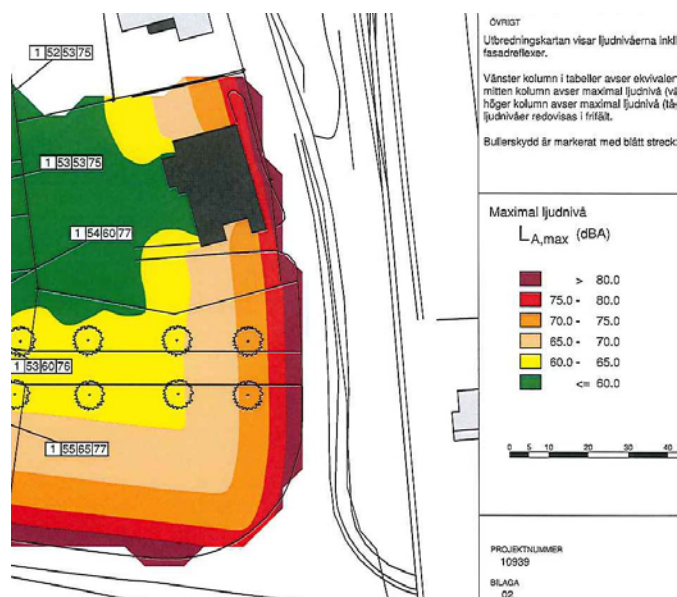 ÖVRIGT
Utbredningskartan visar ljudnivåerna inkl
fasadreflexer.
Vänster kolumn i tabeller avser ekvivalen
mitten kolumn avser maximal ljudnivå (vä
höger kolumn avser maximal ljudnivå (tåg
ljudnivåer redovisas i frifält.
Bullerskydd är markerat med blått streck
Maximal ljudnivå
LA,max (dBA)
> 80.0
75.0 - 80.0
70.0 - 75.0
65.0 - 70.0
60.0 - 65.0
<= 60.0
0 5 10 20 30 40
PROJEKTNUMMER
10939
BILAGA
02
1 52 53 75
1 53 53 75
1 54 60 77
1 53 60 76
1 55 65 77